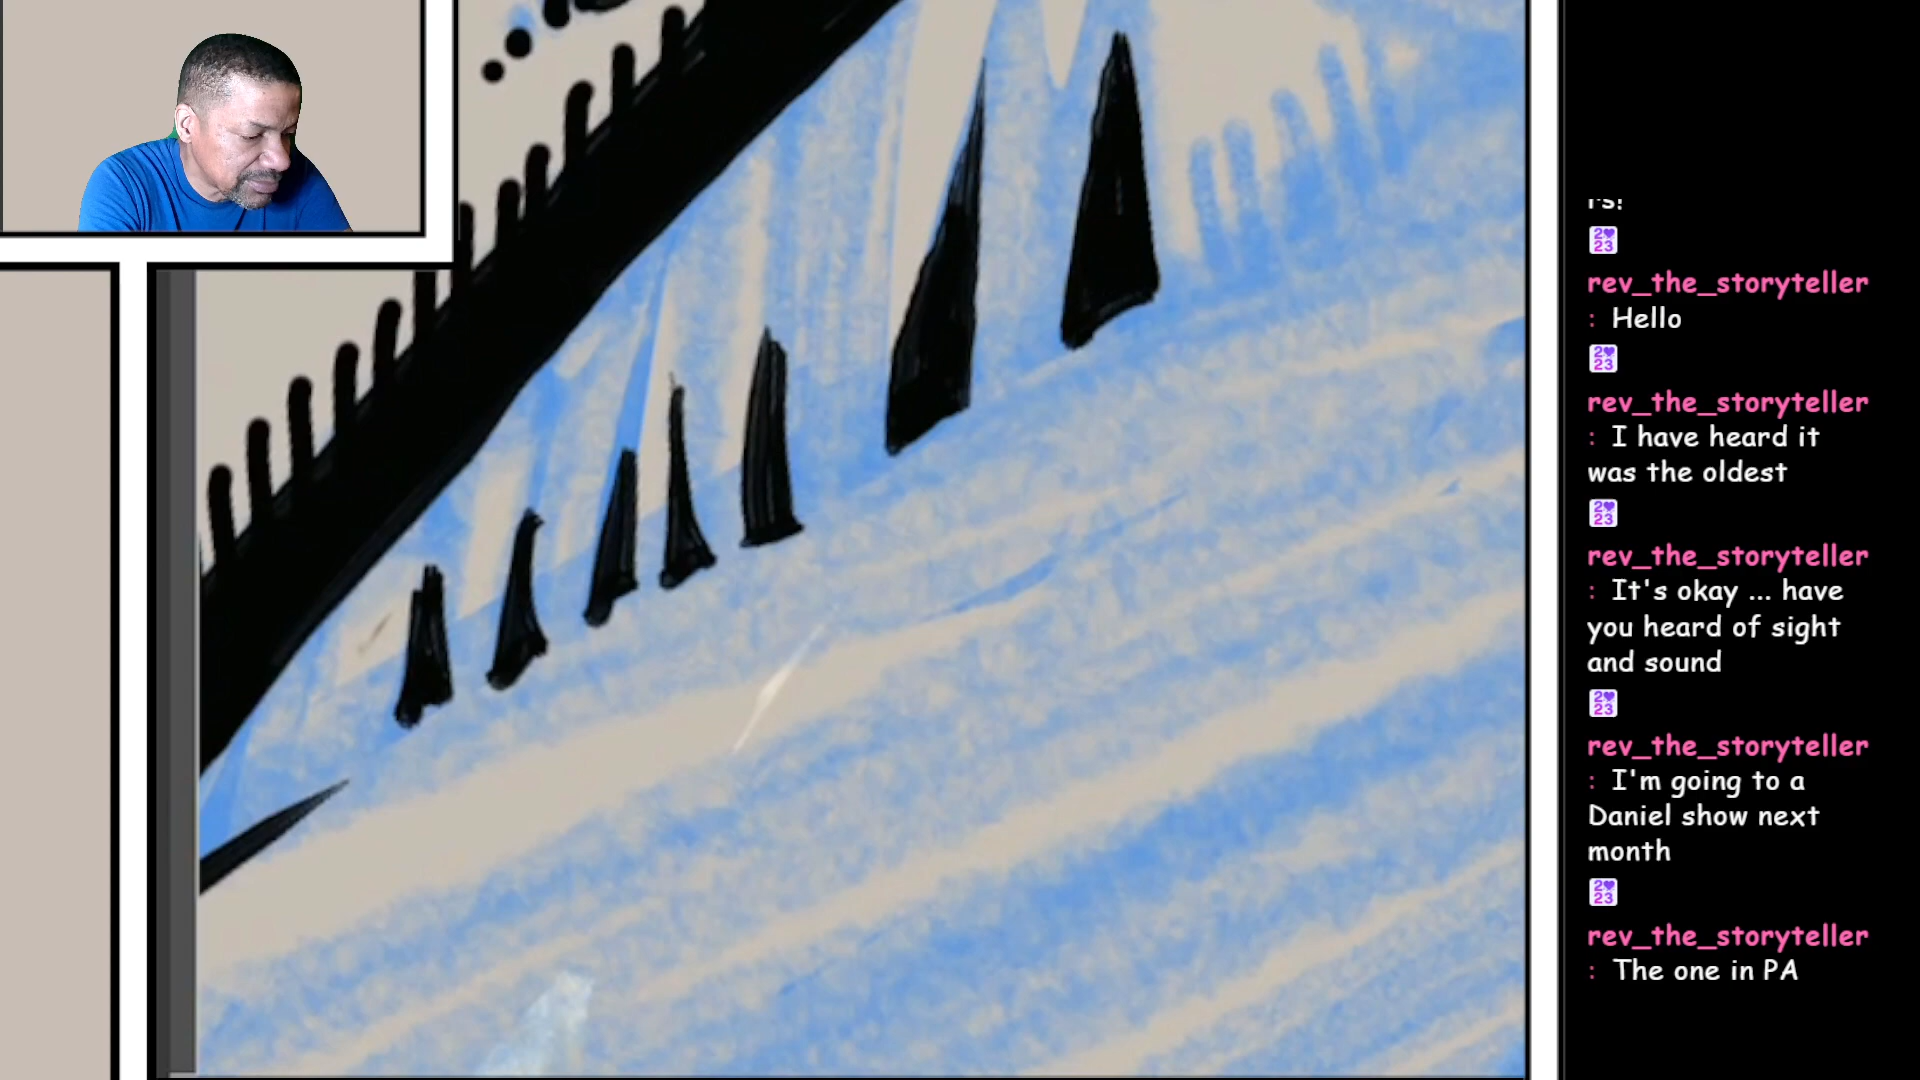 rs!
rev_the_storyteller
: Hello
rev_the_storyteller
: I have heard it
was the oldest
rev_the_storyteller
: It's okay ... have
you heard of sight
and sound
rev_the_storyteller
: I'm going to a
Daniel show next
month
rev_the_storyteller
: The one in PA